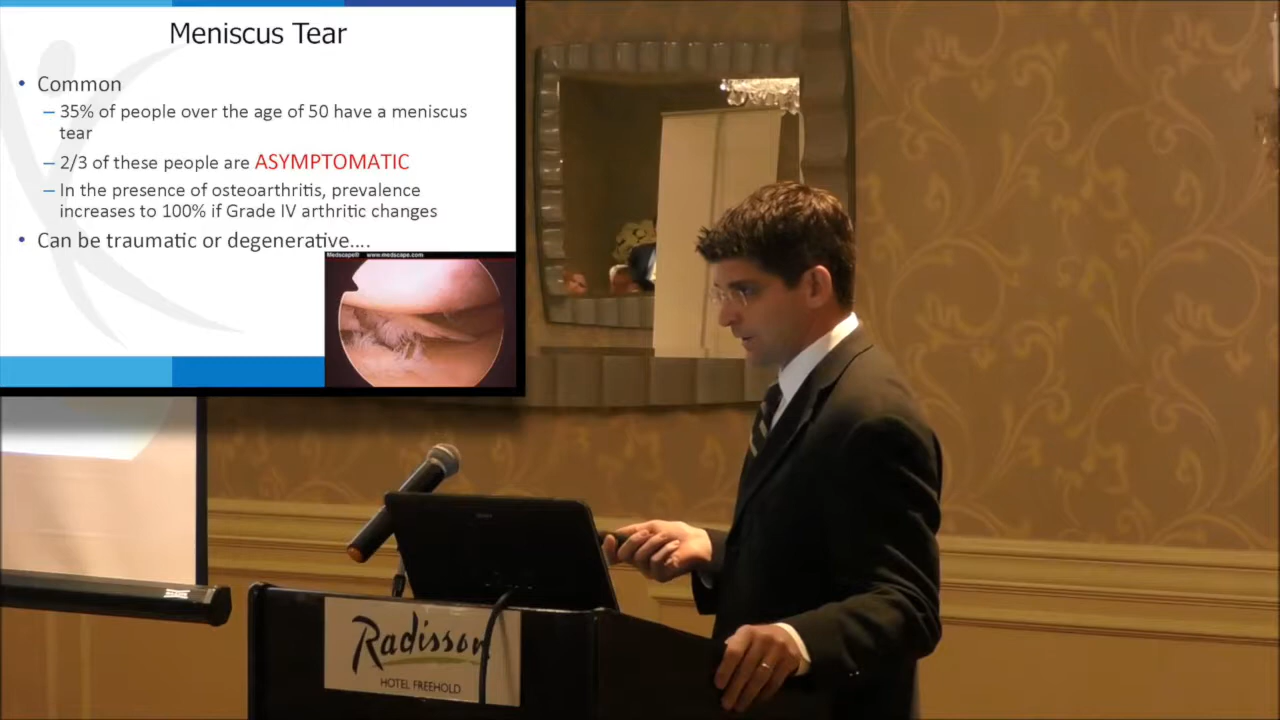 Meniscus Tear
• Common
– 35% of people over the age of 50 have a meniscus
tear
– 2/3 of these people are ASYMPTOMATIC
– In the presence of osteoarthritis, prevalence
increases to 100% if Grade IV arthritic changes
• Can be traumatic or degenerative....
Medscape® www.medscape.com
Radisson
HOTEL FREEHOLD